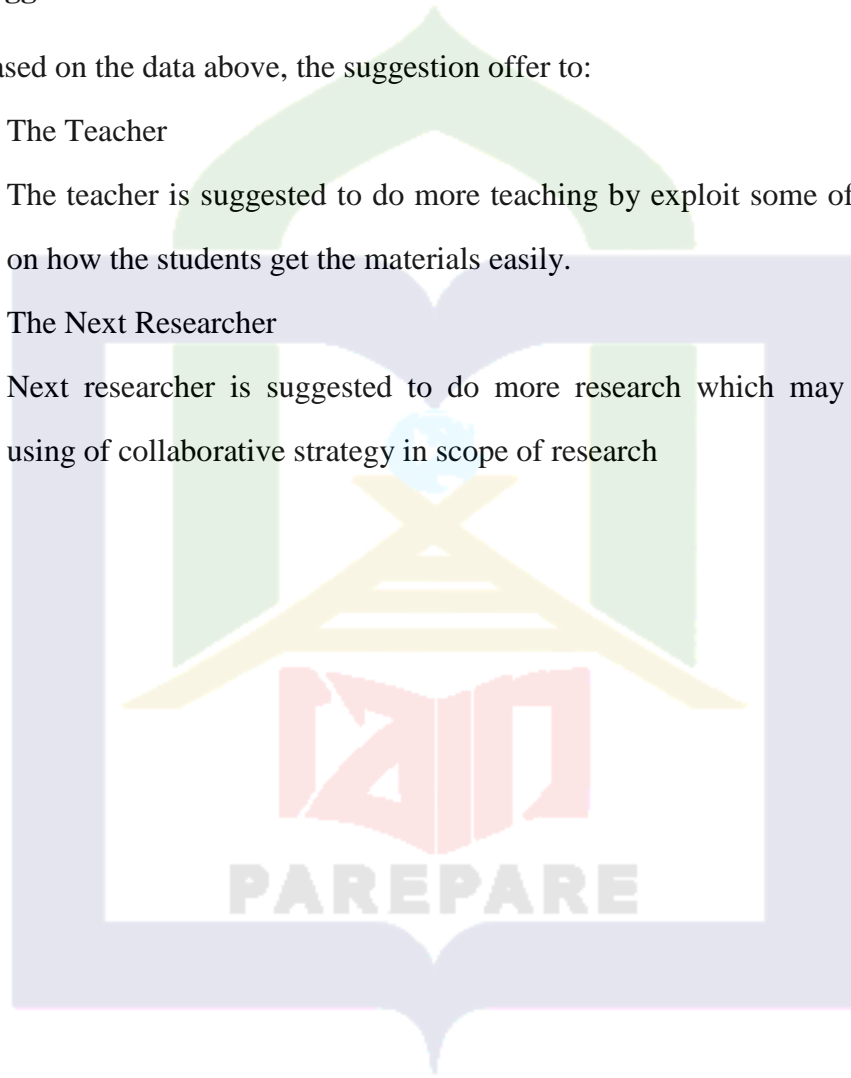 ased on the data above, the suggestion offer to:
The Teacher
The teacher is suggested to do more teaching by exploit some of
on how the students get the materials easily.
The Next Researcher
Next researcher is suggested to do more research which may
using of collaborative strategy in scope of research
iain
PAREPARE